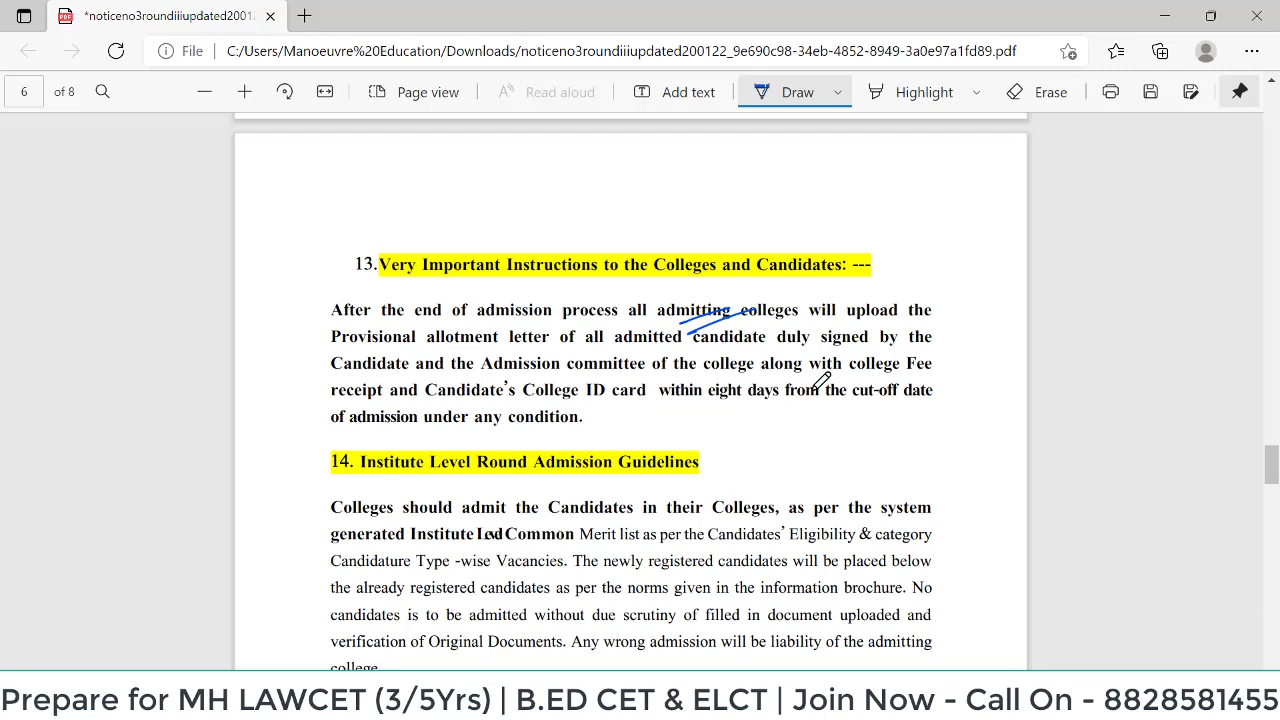 *noticeno3roundiiiupdated20012
File
C:/Users/Manoeuvre%20Education/Downloads/noticeno3roundiiiupdated200122_9e690c98-34eb-4852-8949-3a0e97a1fd89.pdf
6 of 8
Page view
Read aloud
Add text
Draw
Highlight
Erase
13. Very Important Instructions to the Colleges and Candidates: ---
After the end of admission process all admitting colleges will upload the
Provisional allotment letter of all admitted candidate duly signed by the
Candidate and the Admission committee of the college along with college Fee
receipt and Candidate's College ID card within eight days from the cut-off date
of admission under any condition.
14. Institute Level Round Admission Guidelines
Colleges should admit the Candidates in their Colleges, as per the system
generated Institute Level Common Merit list as per the Candidates' Eligibility & category
Candidature Type -wise Vacancies. The newly registered candidates will be placed below
the already registered candidates as per the norms given in the information brochure. No
candidates is to be admitted without due scrutiny of filled in document uploaded and
verification of Original Documents. Any wrong admission will be liability of the admitting
college.
Prepare for MH LAWCET (3/5Yrs) | B.ED CET & ELCT | Join Now - Call On - 8828581455